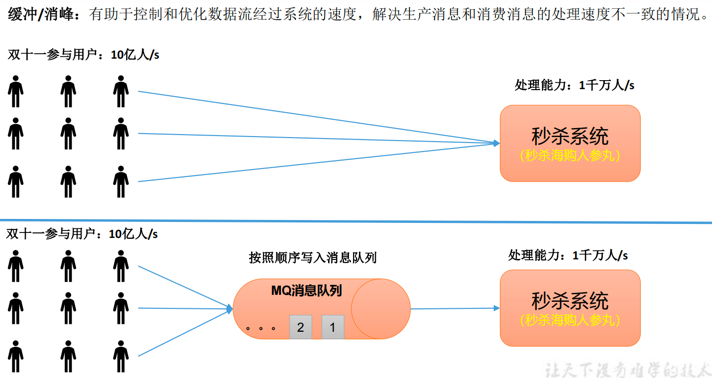 缓冲/消峰：有助于控制和优化数据流经过系统的速度，解决生产消息和消费消息的处理速度不一致的情况。
双十一参与用户：10亿人/s
处理能力：1千万人/s
秒杀系统
（秒杀海购人参丸）
双十一参与用户：10亿人/s
按照顺序写入消息队列
处理能力：1千万人/s
MQ消息队列
秒杀系统
（秒杀海购人参丸）
。。。 2 1
让天下没有难学的技术